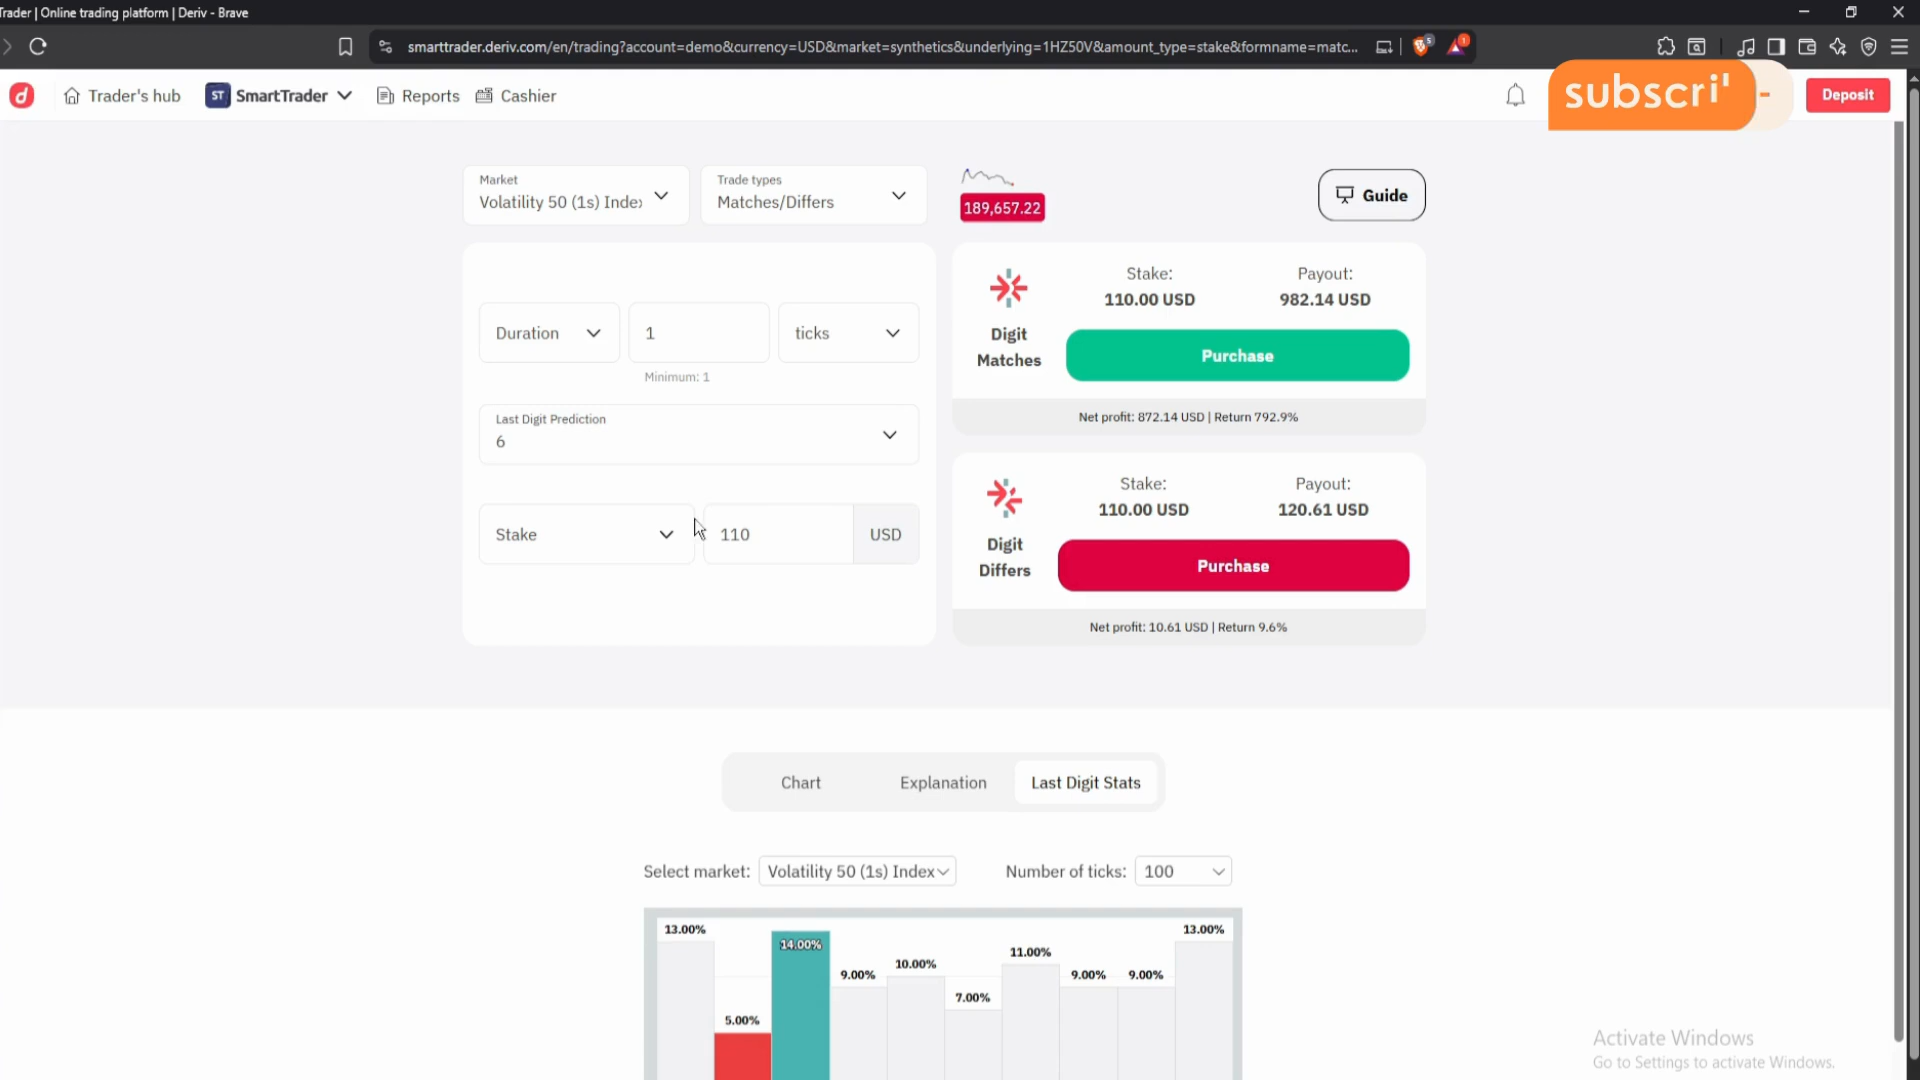 Trader | Online trading platform | Deriv - Brave
smarttrader.deriv.com/en/trading?account=demo&currency=USD&market=synthetics&underlying=1HZ50V&amount_type=stake&formname=matc...
5
1
Trader's hub
ST SmartTrader
Reports
Cashier
subscri
Deposit
Market
Volatility 50 (1s) Index
Trade types
Matches/Differs
189,657.22
Guide
Duration
1
ticks
Minimum: 1
Last Digit Prediction
6
Stake
110
USD
Stake:
110.00 USD
Payout:
982.14 USD
Digit
Matches
Purchase
Net profit: 872.14 USD | Return 792.9%
Stake:
110.00 USD
Payout:
120.61 USD
Digit
Differs
Purchase
Net profit: 10.61 USD | Return 9.6%
Chart
Explanation
Last Digit Stats
Select market:
Volatility 50 (1s) Index
Number of ticks:
100
13.00%
5.00%
14.00%
9.00%
10.00%
7.00%
11.00%
9.00%
9.00%
13.00%
Activate Windows
Go to Settings to activate Windows.